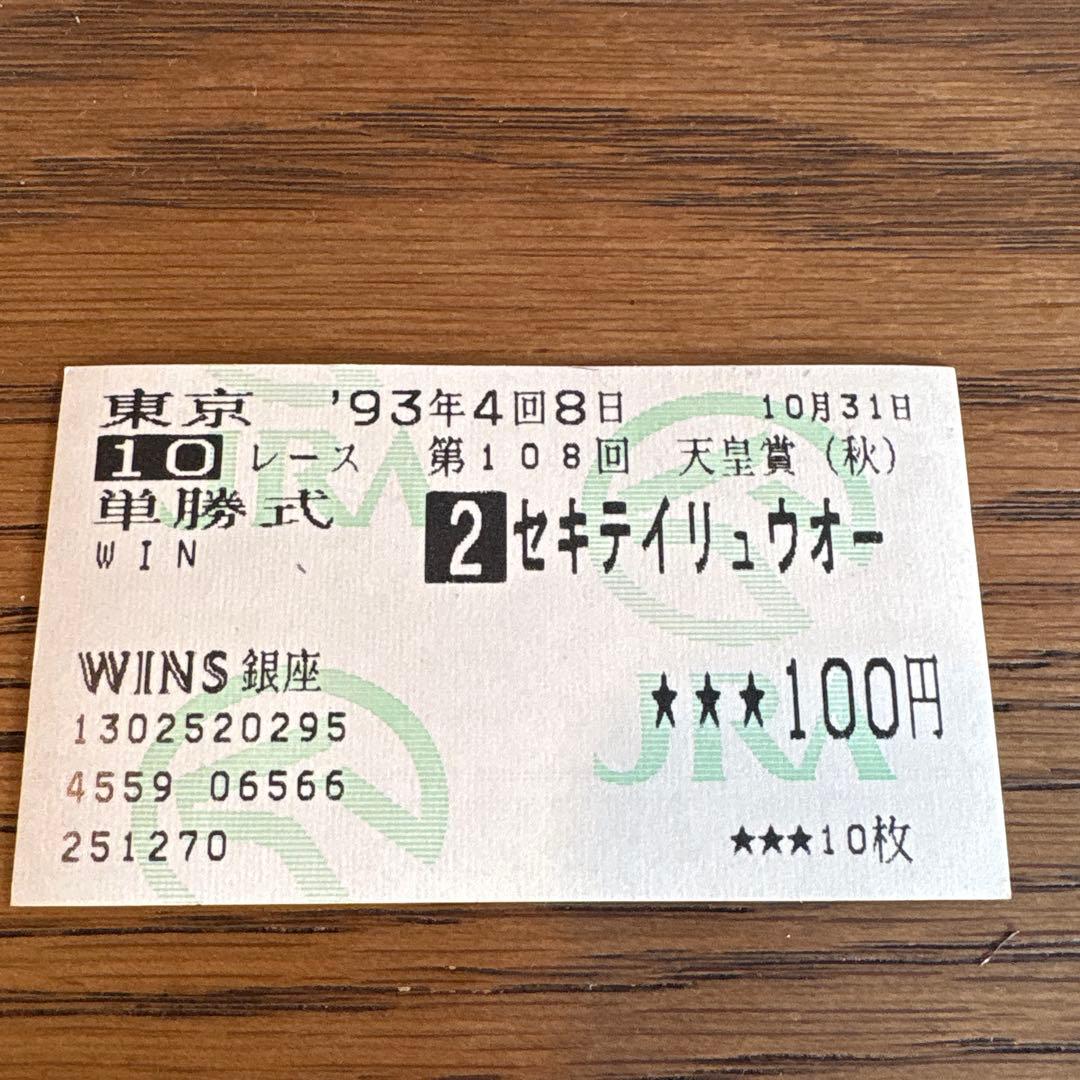 東京 '93年4回8日 10月31日
10 レース 第108回 天皇賞（秋）
単勝式 2 セキテイリュウオー
WIN
WINS 銀座 ★★★100円
1302520295 JRA
4559 06566
251270 ★★★10枚
JRA